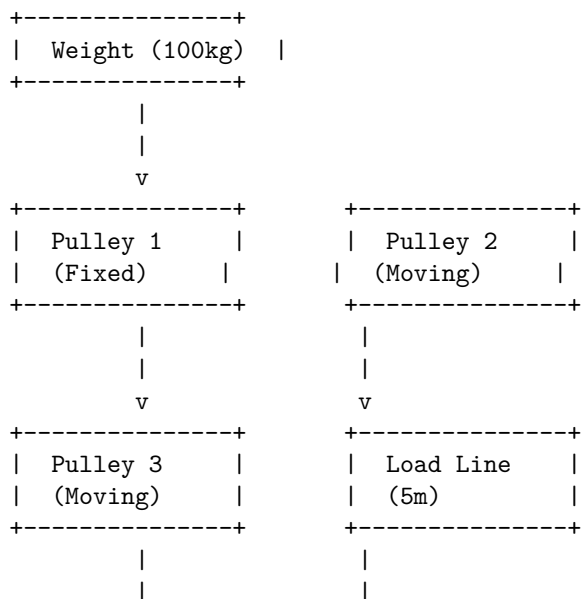 Weight (100kg)
v
Pulley 1 Pulley 2
(Fixed) (Moving)
v v
Pulley 3 Load Line
(Moving) (5m)